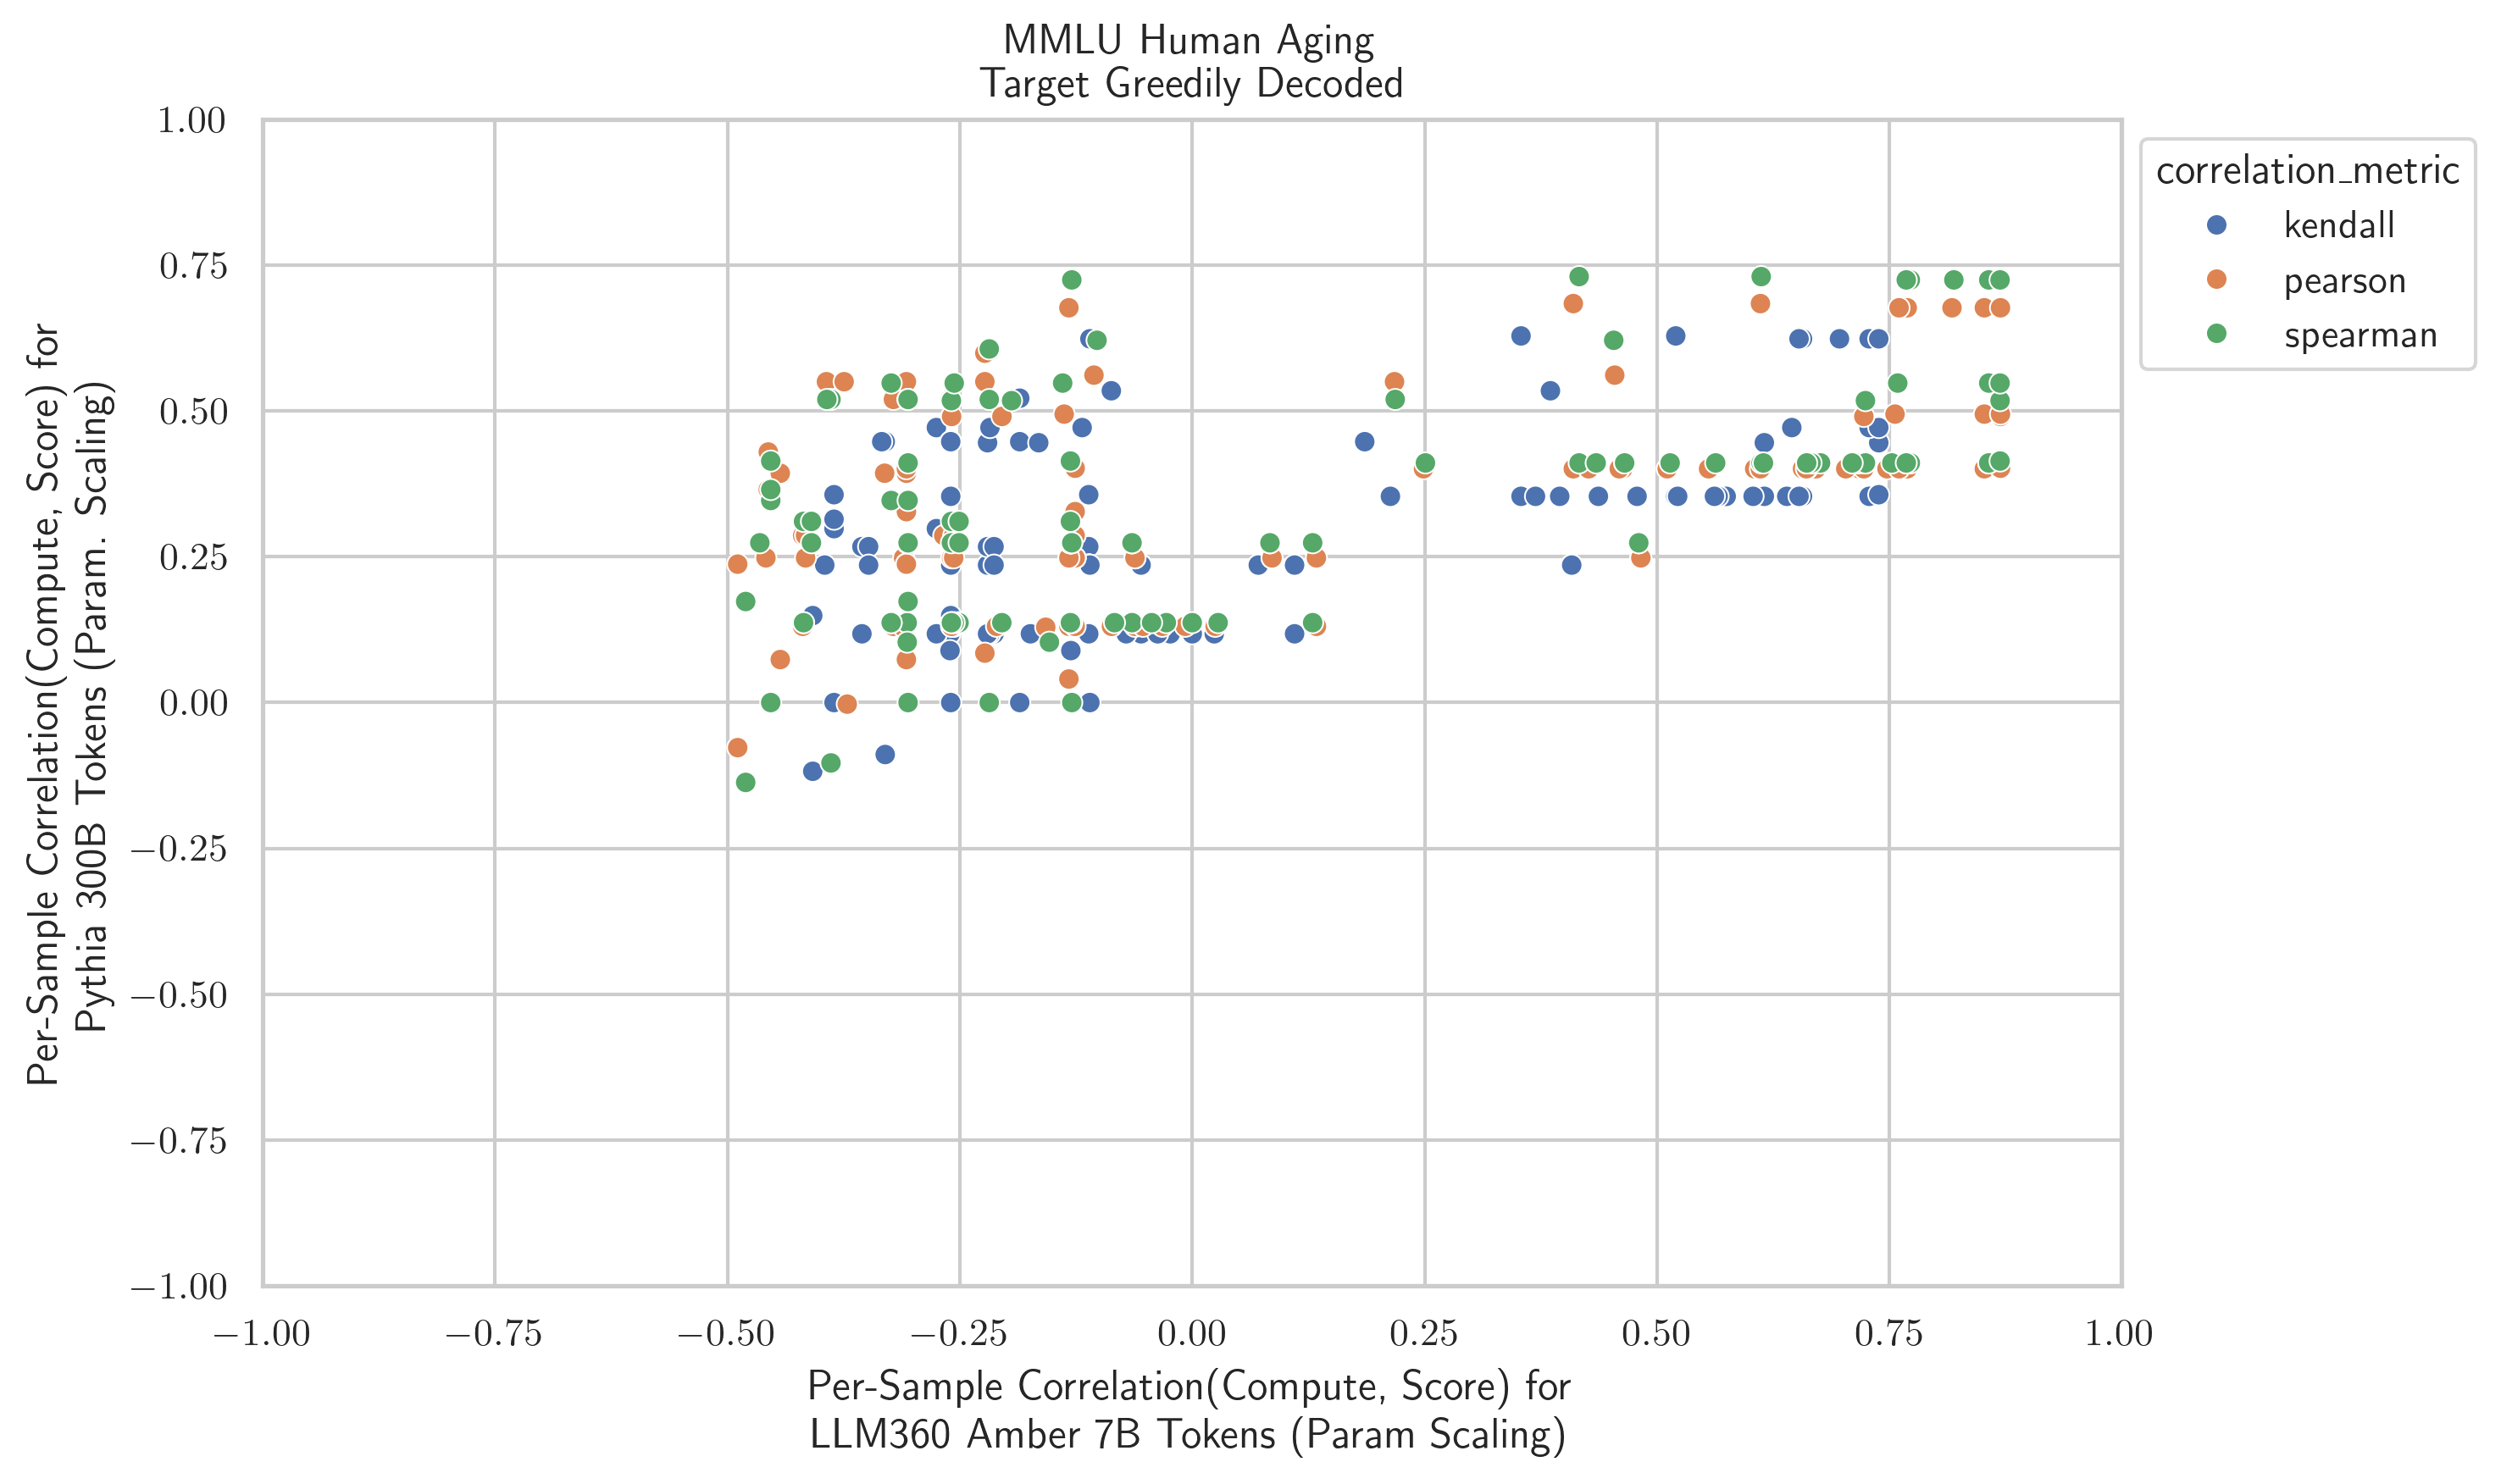 MMLU Human Aging
Target Greedily Decoded
1.00
0.75
0.50
0.25
0.00
−0.25
−0.50
−0.75
−1.00
Per-Sample Correlation(Compute, Score) for
Pythia 300B Tokens (Param. Scaling)
correlation_metric
kendall
pearson
spearman
−1.00 −0.75 −0.50 −0.25 0.00 0.25 0.50 0.75 1.00
Per-Sample Correlation(Compute, Score) for
LLM360 Amber 7B Tokens (Param Scaling)